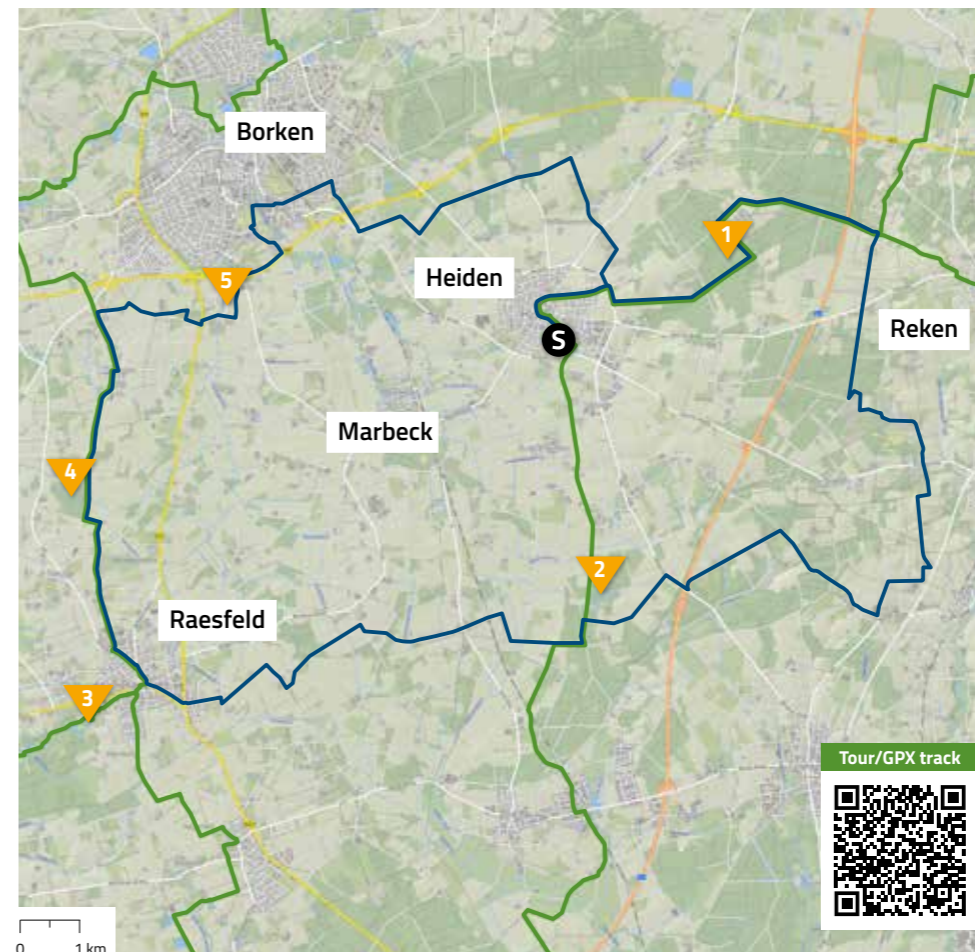 Borken
1
5
Heiden
S
Reken
Marbeck
4
2
Raesfeld
3
Tour/GPX track
0 1 km